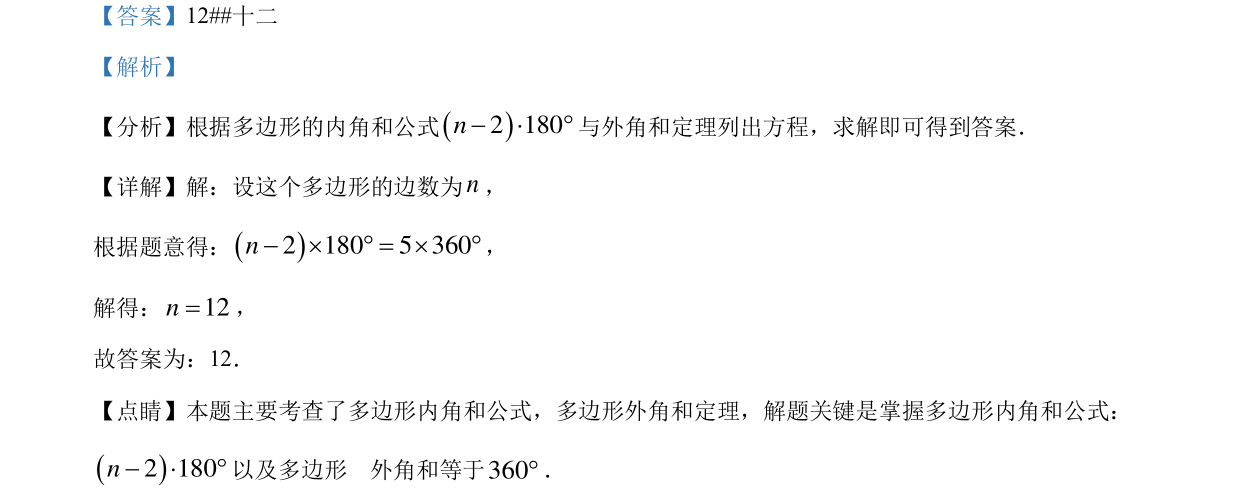 【答案】12##十二
【解析】
【分析】根据多边形的内角和公式(n−2)·180°与外角和定理列出方程，求解即可得到答案．
【详解】解：设这个多边形的边数为n，
根据题意得：(n−2)×180°=5×360°，
解得：n=12，
故答案为：12．
【点睛】本题主要考查了多边形内角和公式，多边形外角和定理，解题关键是掌握多边形内角和公式：
(n−2)·180°以及多边形 外角和等于360°．